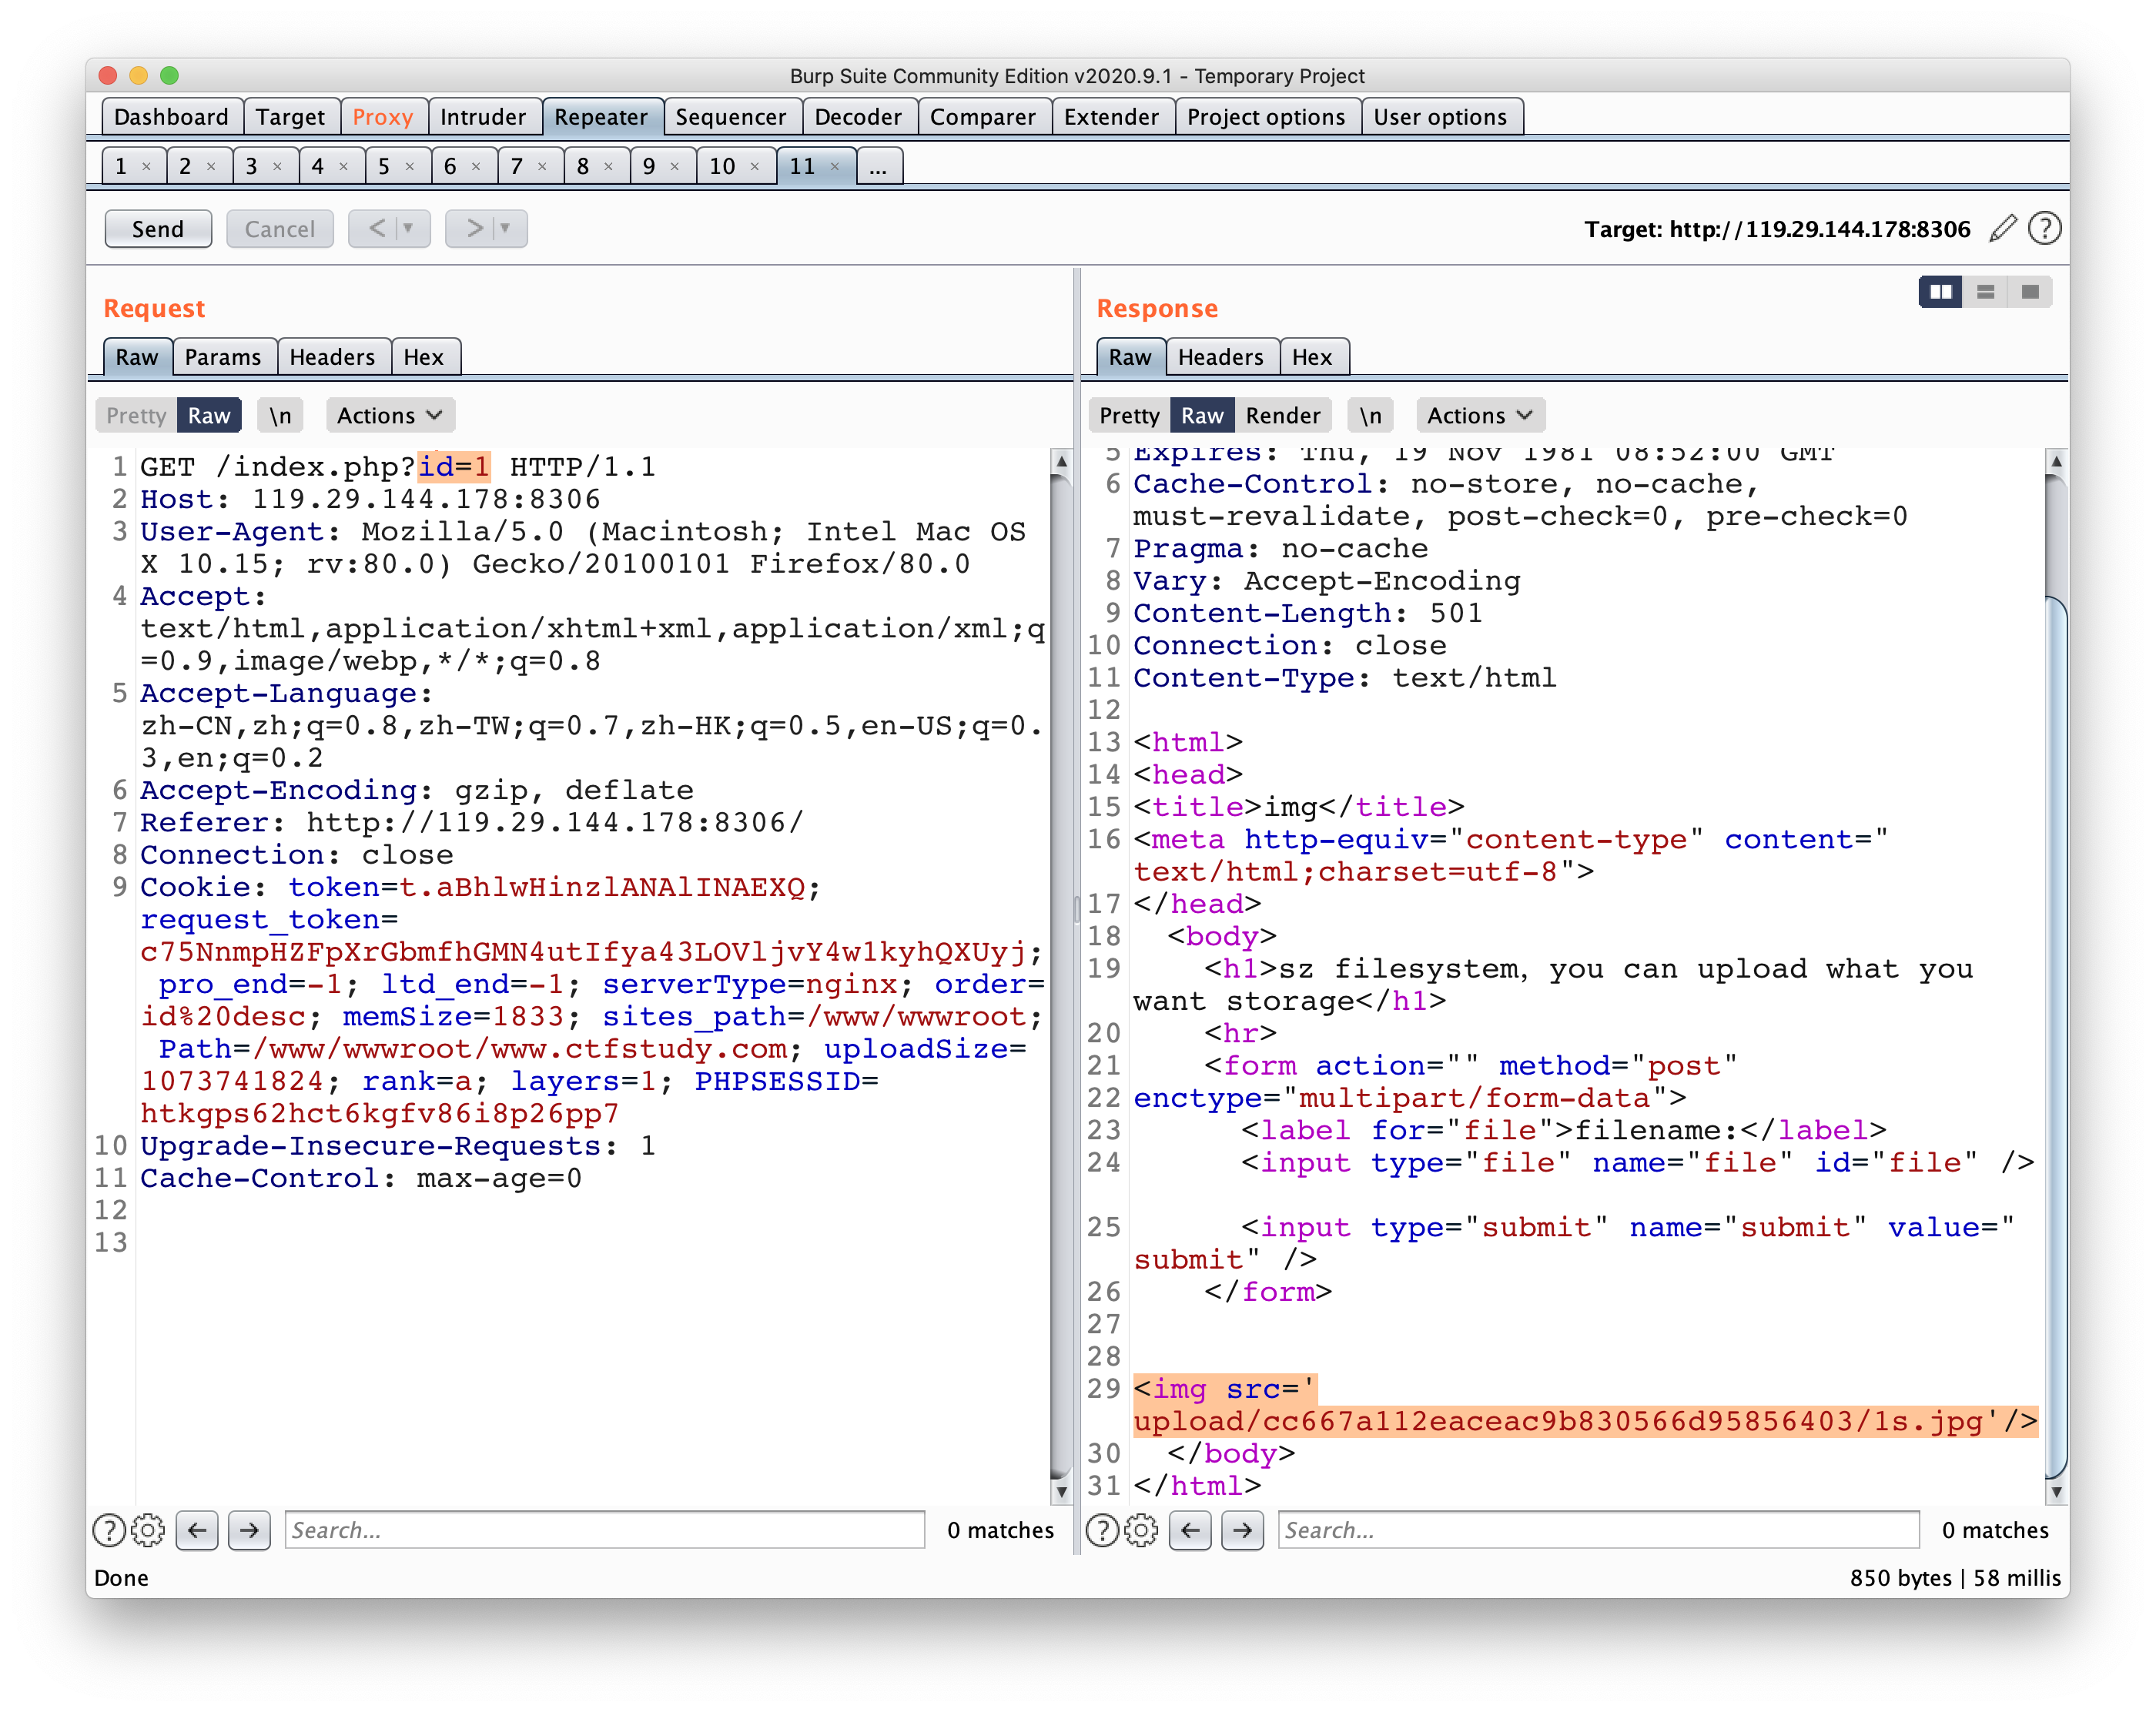 Burp Suite Community Edition v2020.9.1 - Temporary Project
Dashboard Target Proxy Intruder Repeater Sequencer Decoder Comparer Extender Project options User options
1 × 2 × 3 × 4 × 5 × 6 × 7 × 8 × 9 × 10 × 11 × ...
Send Cancel < > Target: http://119.29.144.178:8306
Request
Raw Params Headers Hex
Pretty Raw \n Actions
1 GET /index.php?id=1 HTTP/1.1
2 Host: 119.29.144.178:8306
3 User-Agent: Mozilla/5.0 (Macintosh; Intel Mac OS
X 10.15; rv:80.0) Gecko/20100101 Firefox/80.0
4 Accept:
text/html,application/xhtml+xml,application/xml;q
=0.9,image/webp,*/*;q=0.8
5 Accept-Language:
zh-CN,zh;q=0.8,zh-TW;q=0.7,zh-HK;q=0.5,en-US;q=0.
3,en;q=0.2
6 Accept-Encoding: gzip, deflate
7 Referer: http://119.29.144.178:8306/
8 Connection: close
9 Cookie: token=t.aBhlwHinzlANAlINAEXQ;
request_token=
c75NnmpHZFpXrGbmfhGMN4utIfya43LOVljvY4w1kyhQXUyj;
pro_end=-1; ltd_end=-1; serverType=nginx; order=
id%20desc; memSize=1833; sites_path=/www/wwwroot;
Path=/www/wwwroot/www.ctfstudy.com; uploadSize=
1073741824; rank=a; layers=1; PHPSESSID=
htkgps62hct6kgfv86i8p26pp7
10 Upgrade-Insecure-Requests: 1
11 Cache-Control: max-age=0
12
13
Search... 0 matches
Response
Raw Headers Hex
Pretty Raw Render \n Actions
5 Expires: Thu, 19 Nov 1981 08:52:00 GMT
6 Cache-Control: no-store, no-cache,
must-revalidate, post-check=0, pre-check=0
7 Pragma: no-cache
8 Vary: Accept-Encoding
9 Content-Length: 501
10 Connection: close
11 Content-Type: text/html
12
13 <html>
14 <head>
15 <title>img</title>
16 <meta http-equiv="content-type" content="
text/html;charset=utf-8">
17 </head>
18 <body>
19 <h1>sz filesystem, you can upload what you
want storage</h1>
20 <hr>
21 <form action="" method="post"
22 enctype="multipart/form-data">
23 <label for="file">filename:</label>
24 <input type="file" name="file" id="file" />
25 <input type="submit" name="submit" value="
submit" />
26 </form>
27
28
29 <img src='
upload/cc667a112eaceac9b830566d95856403/1s.jpg'/>
30 </body>
31 </html>
Search... 0 matches
Done 850 bytes | 58 millis